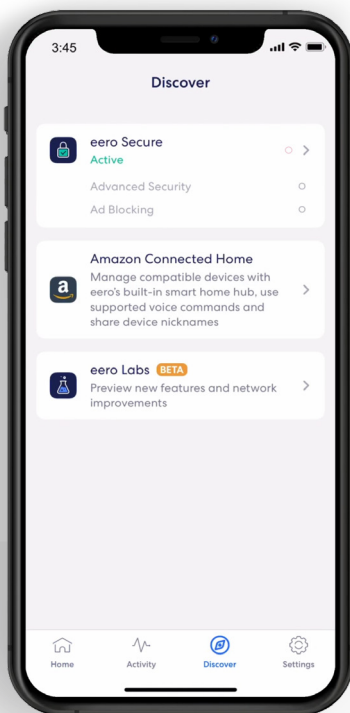 3:45
Discover
eero Secure
Active
Advanced Security
Ad Blocking
Amazon Connected Home
Manage compatible devices with
eero's built-in smart home hub, use
supported voice commands and
share device nicknames
eero Labs BETA
Preview new features and network
improvements
Home Activity Discover Settings